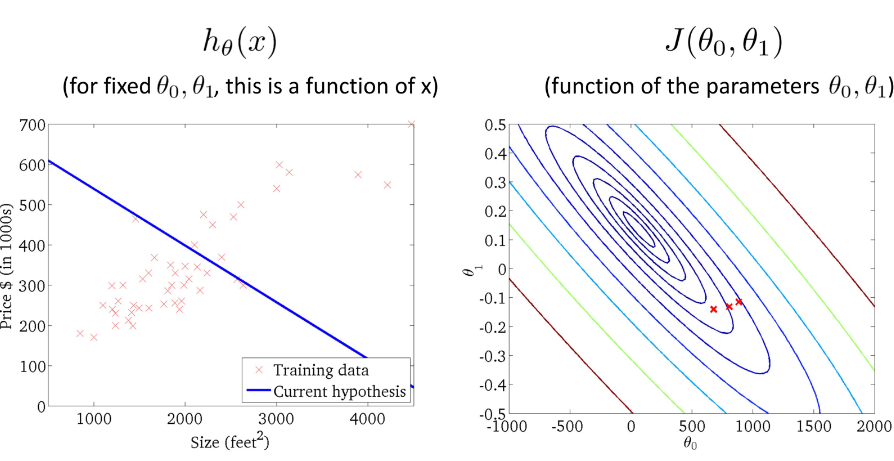 h_θ(x)
(for fixed θ₀, θ₁, this is a function of x)
700
600
500
400
300
200
100
0
Price $ (in 1000s)
1000 2000 3000 4000
Size (feet²)
Training data
Current hypothesis
J(θ₀, θ₁)
(function of the parameters θ₀, θ₁)
0.5
0.4
0.3
0.2
0.1
0
-0.1
-0.2
-0.3
-0.4
-0.5
θ₁
-1000 -500 0 500 1000 1500 2000
θ₀